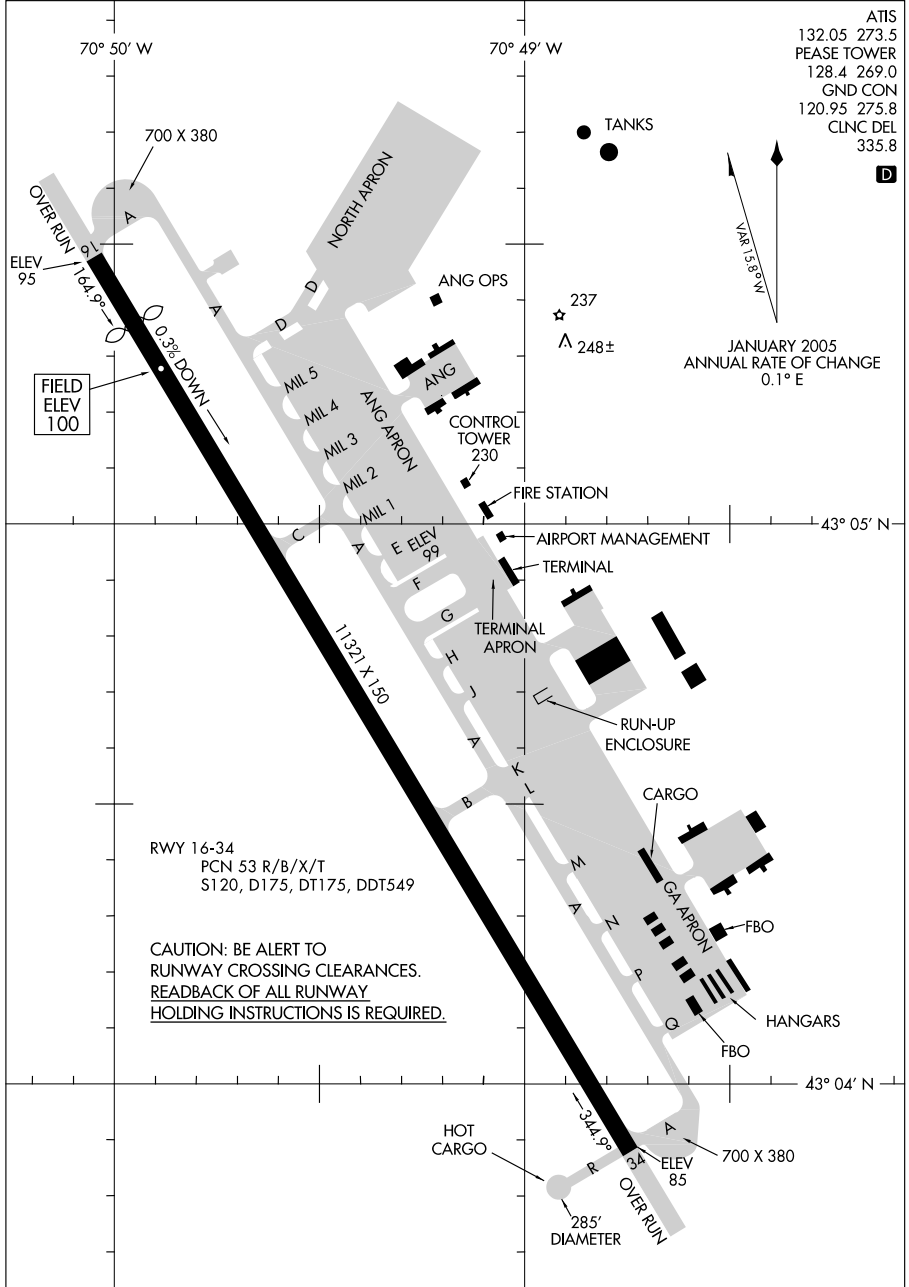 ATIS
132.05 273.5
PEASE TOWER
128.4 269.0
GND CON
120.95 275.8
CLNC DEL
335.8
D
70° 50' W
70° 49' W
700 X 380
TANKS
NORTH APRON
OVER RUN
A
16
ELEV
95
164.9°
VAR 15.8° W
JANUARY 2005
ANNUAL RATE OF CHANGE
0.1° E
ANG OPS
237
248±
D
D
A
0.3% DOWN
FIELD
ELEV
100
ANG
MIL 5
MIL 4
MIL 3
MIL 2
MIL 1
ANG APRON
CONTROL
TOWER
230
FIRE STATION
43° 05' N
AIRPORT MANAGEMENT
TERMINAL
C
A
E
ELEV
99
F
G
H
J
TERMINAL
APRON
11321 X 150
RUN-UP
ENCLOSURE
A
K
L
B
CARGO
RWY 16-34
PCN 53 R/B/X/T
S120, D175, DT175, DDT549
M
A
N
P
Q
GA APRON
FBO
CAUTION: BE ALERT TO
RUNWAY CROSSING CLEARANCES.
READBACK OF ALL RUNWAY
HOLDING INSTRUCTIONS IS REQUIRED.
HANGARS
FBO
43° 04' N
344.9°
HOT
CARGO
A
700 X 380
R
34
ELEV
85
OVER RUN
285'
DIAMETER